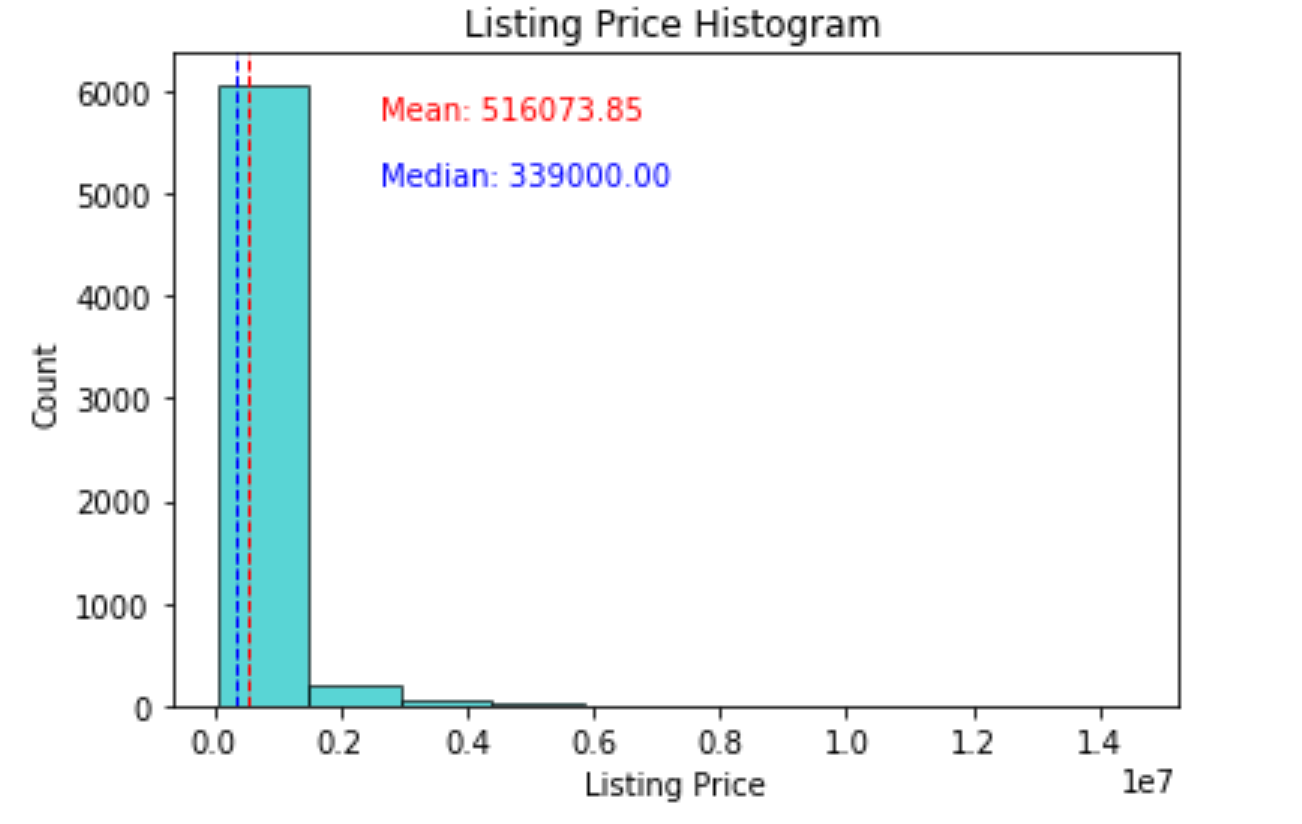 Listing Price Histogram
6000
Mean: 516073.85
Median: 339000.00
5000
4000
Count
3000
2000
1000
0
0.0 0.2 0.4 0.6 0.8 1.0 1.2 1.4
1e7
Listing Price